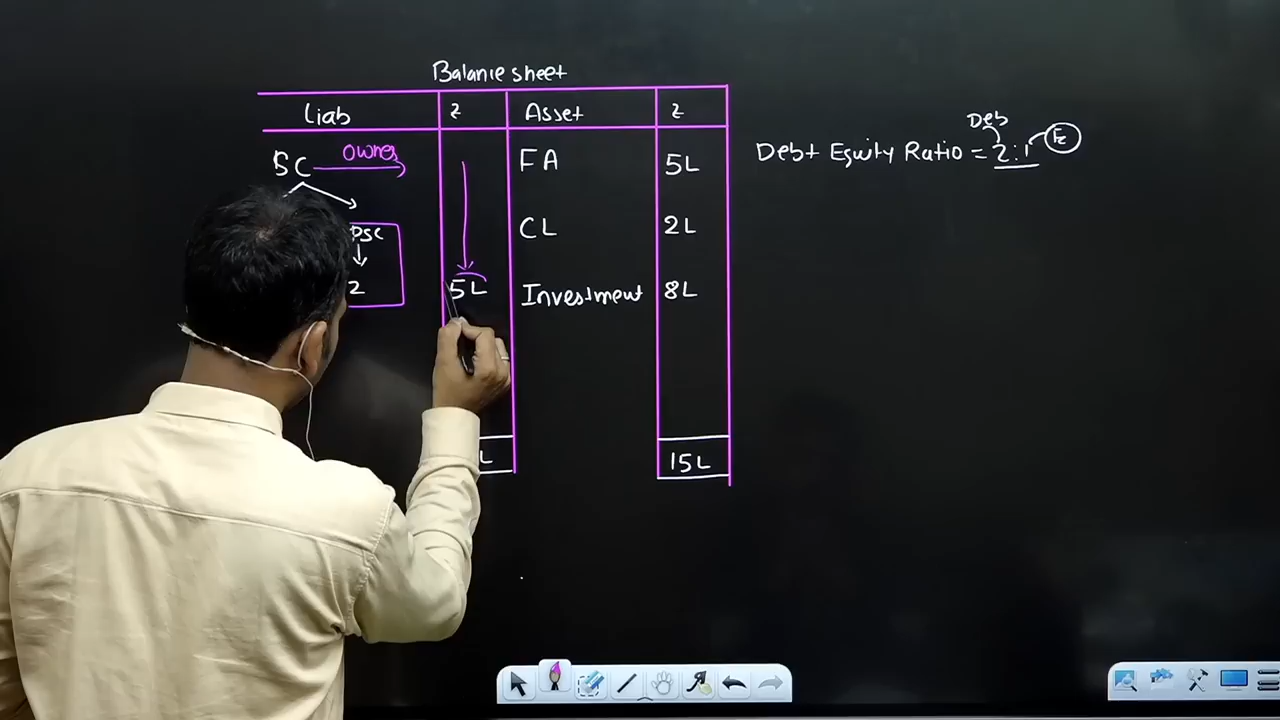 Balance sheet
Liab ₹ Asset ₹
SC owner FA 5L
CL 2L
PSC
2 5L Investment 8L
L 15L
Debt Equity Ratio = 2:1
Deb